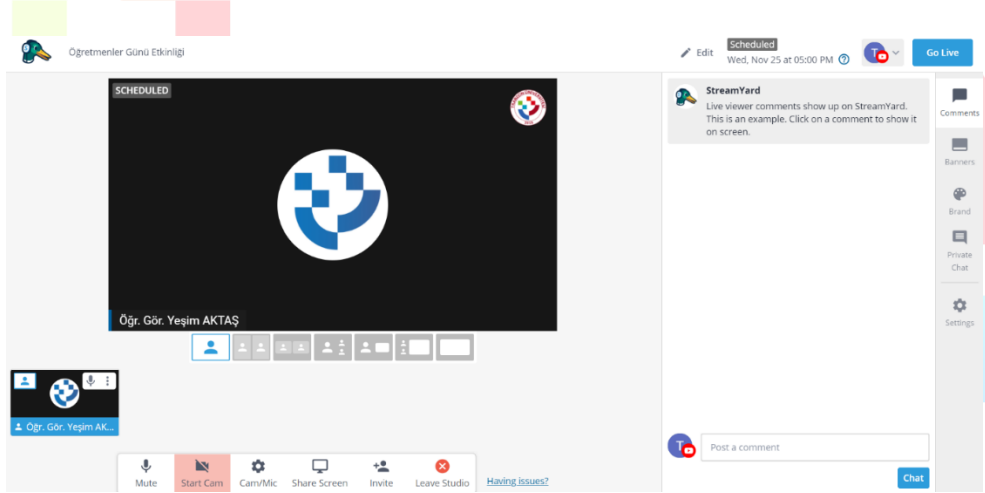 Öğretmenler Günü Etkinliği
Edit
Scheduled
Wed, Nov 25 at 05:00 PM
T
Go Live
SCHEDULED
Öğr. Gör. Yeşim AKTAŞ
Öğr. Gör. Yeşim AK...
StreamYard
Live viewer comments show up on StreamYard.
This is an example. Click on a comment to show it
on screen.
Comments
Banners
Brand
Private
Chat
Settings
T
Post a comment
Chat
Mute
Start Cam
Cam/Mic
Share Screen
Invite
Leave Studio
Having issues?